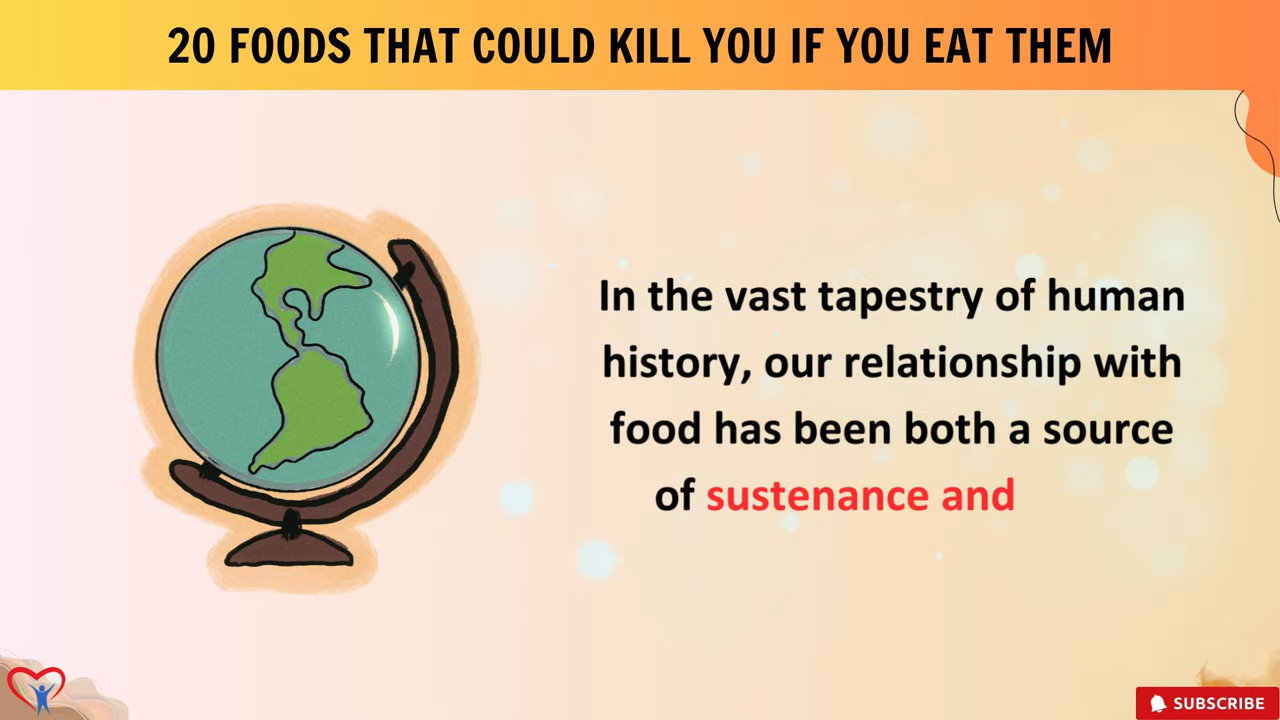 20 FOODS THAT COULD KILL YOU IF YOU EAT THEM
In the vast tapestry of human
history, our relationship with
food has been both a source
of sustenance and
SUBSCRIBE